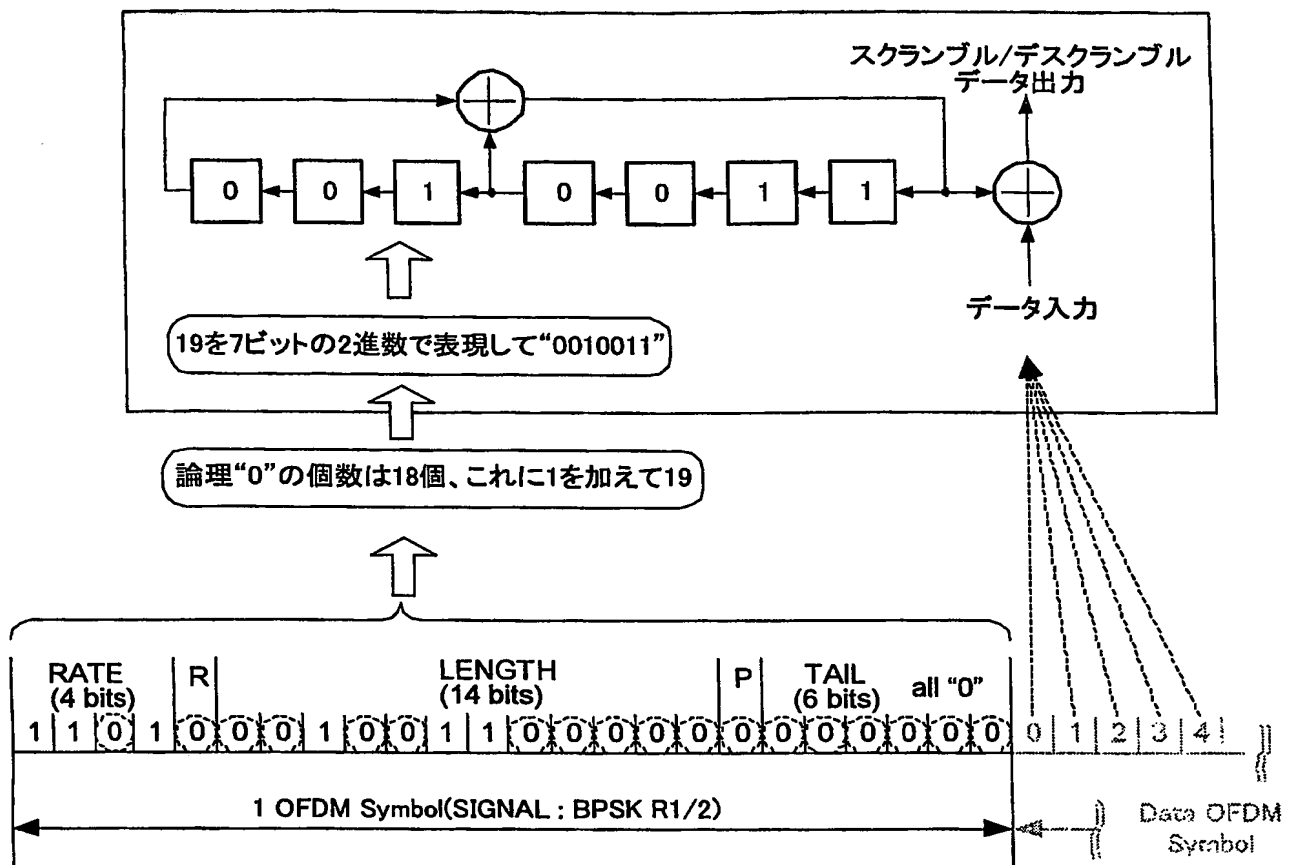 スクランブル/デスクランブル
データ出力
0 0 1 0 0 1 1
データ入力
19を7ビットの2進数で表現して“0010011”
論理“0”の個数は18個、これに1を加えて19
RATE
(4 bits)
R
LENGTH
(14 bits)
P
TAIL
(6 bits)
all “0”
1 1 0 1 0 0 0 1 0 0 1 1 0 0 0 0 0 0 0 0 0 0 0 0 0 1 2 3 4
1 OFDM Symbol(SIGNAL : BPSK R1/2)
Data OFDM
Symbol